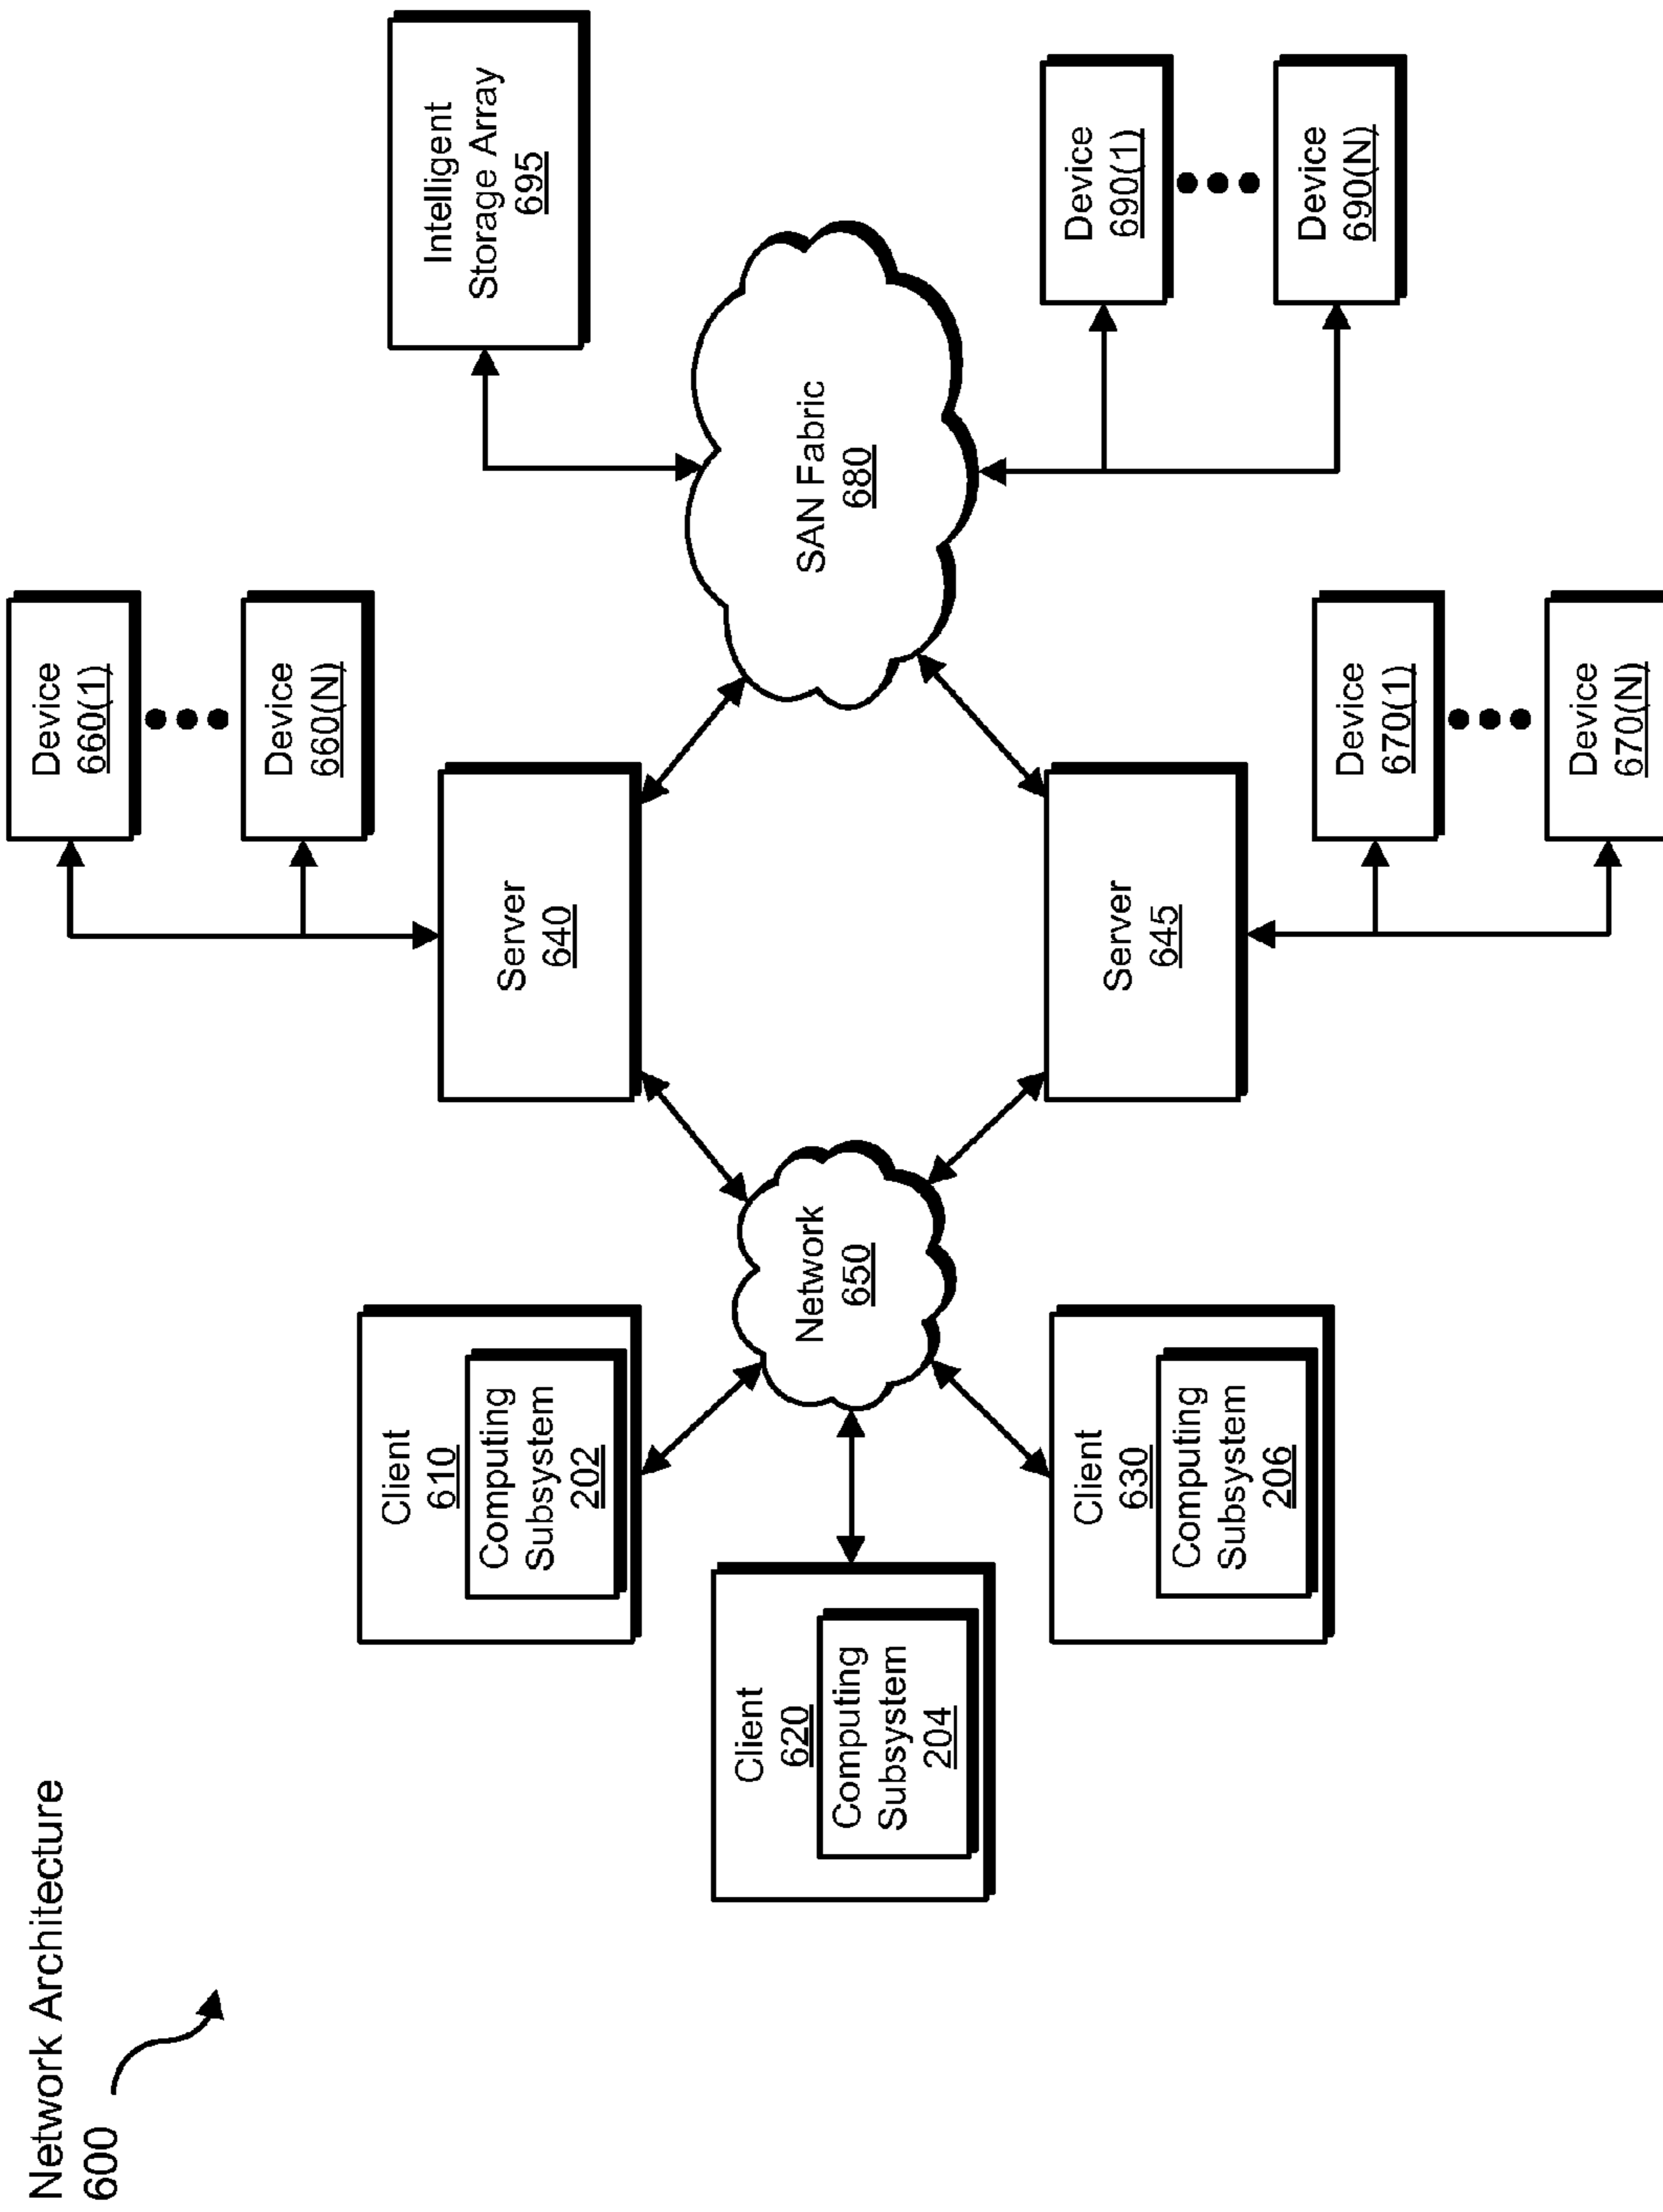 Network Architecture
600
Client
610
Computing
Subsystem
202
Client
620
Computing
Subsystem
204
Client
630
Computing
Subsystem
206
Network
650
Server
640
Server
645
Device
660(1)
Device
660(N)
Device
670(1)
Device
670(N)
SAN Fabric
680
Intelligent
Storage Array
695
Device
690(1)
Device
690(N)